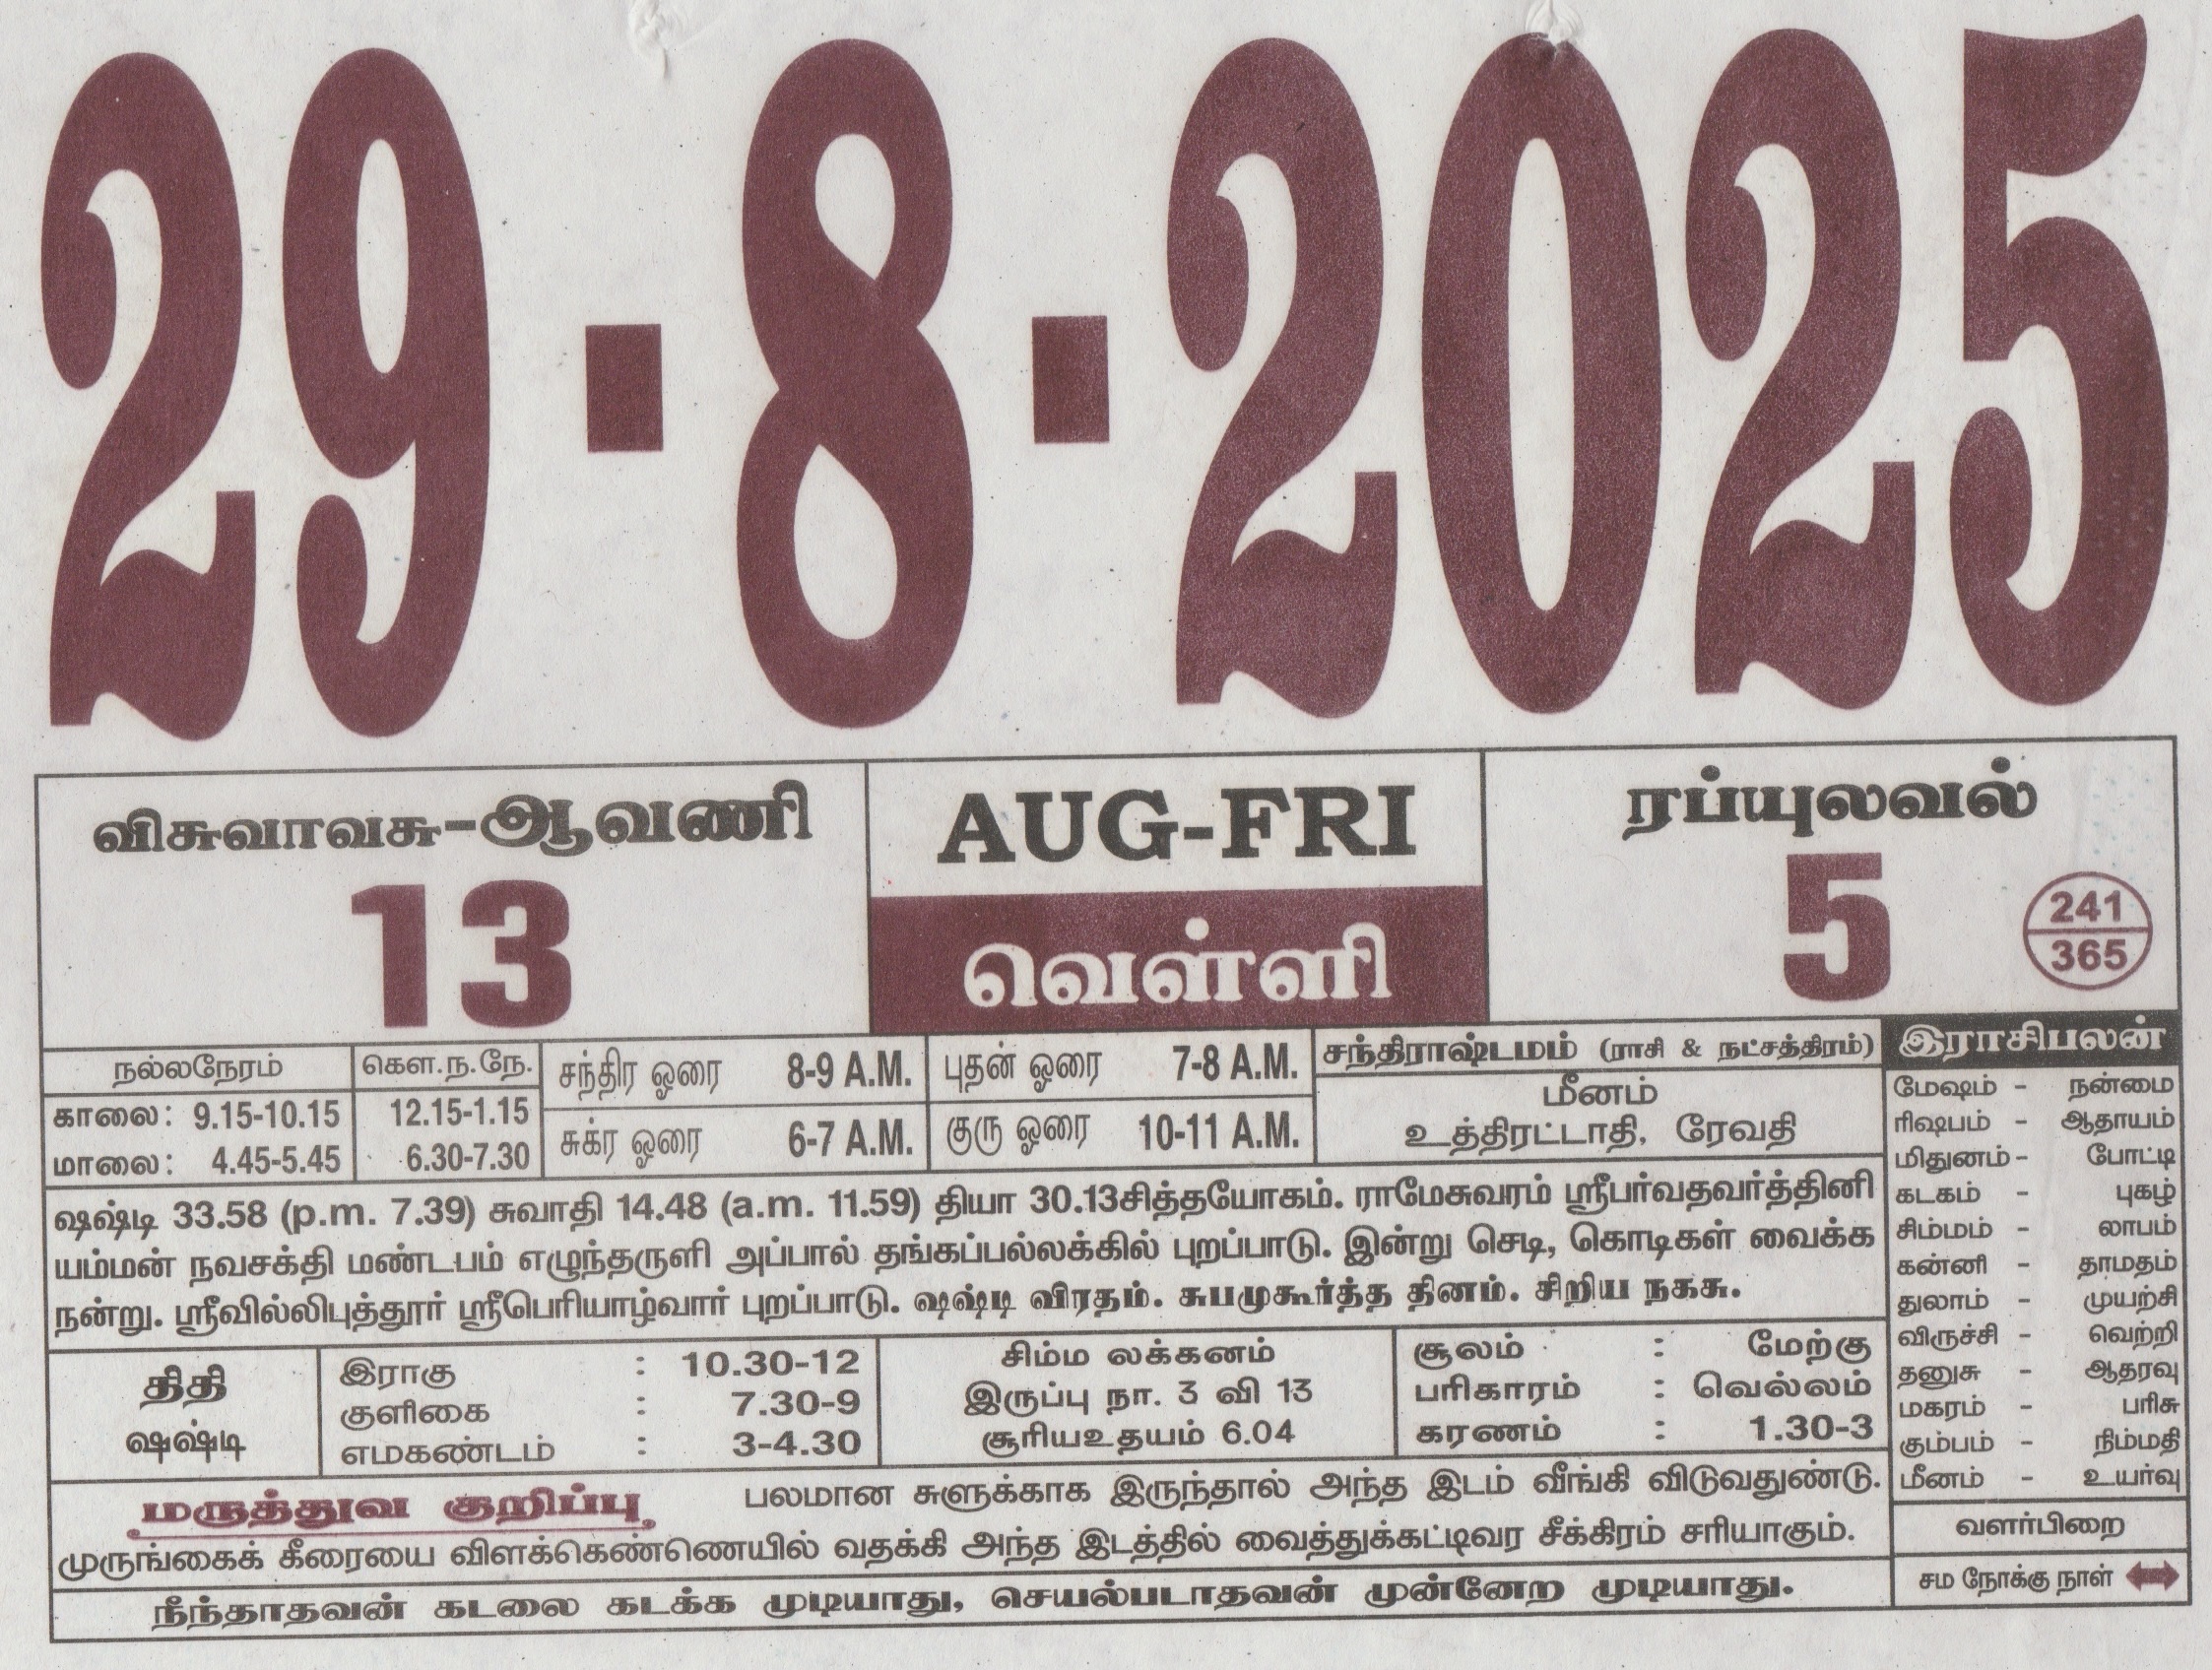 29-8-2025
விசுவாவசு-ஆவணி
13
AUG-FRI
வெள்ளி
ரப்யுலவல்
5
241
365
நல்லநேரம்
காலை: 9.15-10.15
மாலை: 4.45-5.45
கௌ.ந.நே.
12.15-1.15
6.30-7.30
சந்திர ஓரை 8-9 A.M.
சுக்ர ஓரை 6-7 A.M.
புதன் ஓரை 7-8 A.M.
குரு ஓரை 10-11 A.M.
சந்திராஷ்டமம் (ராசி & நட்சத்திரம்)
மீனம்
உத்திரட்டாதி, ரேவதி
ஷஷ்டி 33.58 (p.m. 7.39) சுவாதி 14.48 (a.m. 11.59) தியா 30.13சித்தயோகம். ராமேசுவரம் ஸ்ரீபர்வதவர்த்தினி
யம்மன் நவசக்தி மண்டபம் எழுந்தருளி அப்பால் தங்கப்பல்லக்கில் புறப்பாடு. இன்று செடி, கொடிகள் வைக்க
நன்று. ஸ்ரீவில்லிபுத்தூர் ஸ்ரீபெரியாழ்வார் புறப்பாடு. ஷஷ்டி விரதம். சுபமுகூர்த்த தினம். சிறிய நகசு.
திதி
ஷஷ்டி
இராகு : 10.30-12
குளிகை : 7.30-9
எமகண்டம் : 3-4.30
சிம்ம லக்கனம்
இருப்பு நா. 3 வி 13
சூரியஉதயம் 6.04
சூலம் : மேற்கு
பரிகாரம் : வெல்லம்
கரணம் : 1.30-3
மருத்துவ குறிப்பு பலமான சுளுக்காக இருந்தால் அந்த இடம் வீங்கி விடுவதுண்டு.
முருங்கைக் கீரையை விளக்கெண்ணெயில் வதக்கி அந்த இடத்தில் வைத்துக்கட்டிவர சீக்கிரம் சரியாகும்.
நீந்தாதவன் கடலை கடக்க முடியாது, செயல்படாதவன் முன்னேற முடியாது.
இராசிபலன்
மேஷம் - நன்மை
ரிஷபம் - ஆதாயம்
மிதுனம் - போட்டி
கடகம் - புகழ்
சிம்மம் - லாபம்
கன்னி - தாமதம்
துலாம் - முயற்சி
விருச்சி - வெற்றி
தனுசு - ஆதரவு
மகரம் - பரிசு
கும்பம் - நிம்மதி
மீனம் - உயர்வு
வளர்பிறை
சம நோக்கு நாள்